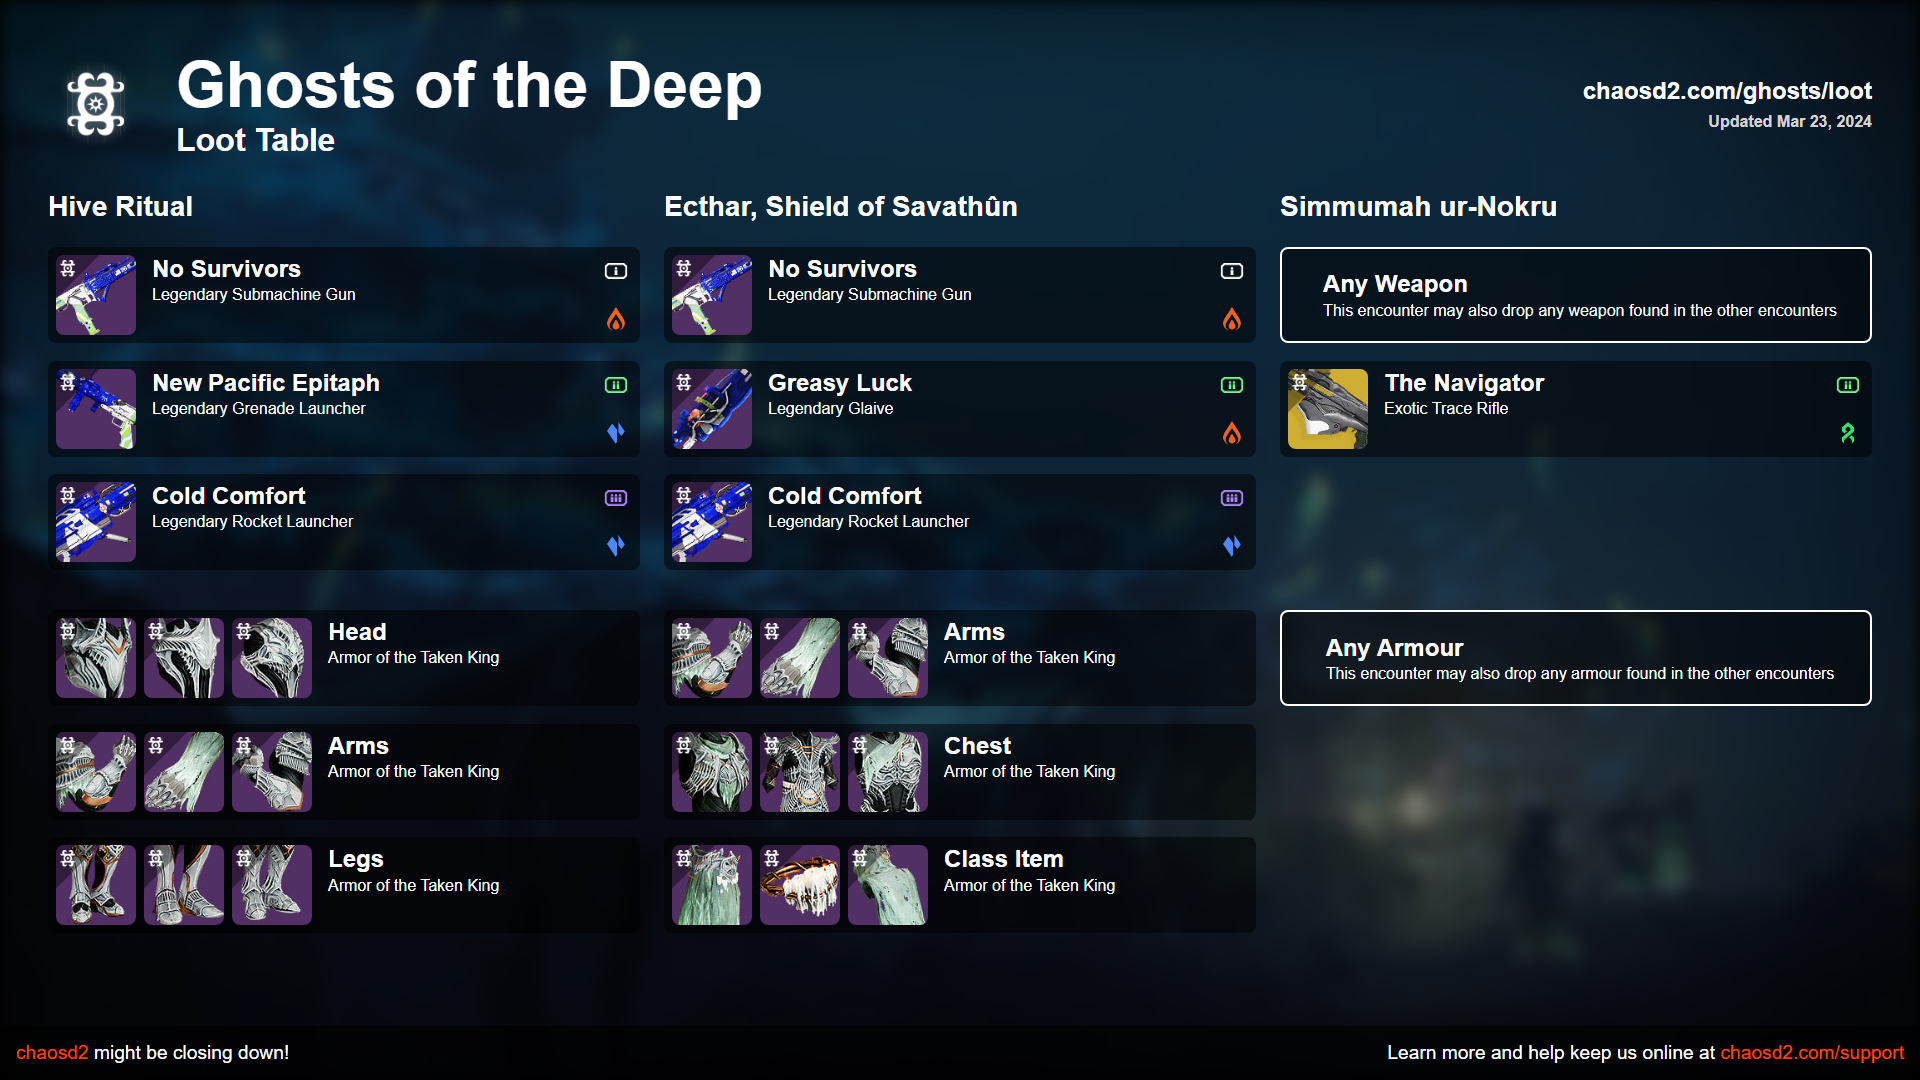 Ghosts of the Deep
Loot Table
chaosd2.com/ghosts/loot
Updated Mar 23, 2024
Hive Ritual
No Survivors
Legendary Submachine Gun
New Pacific Epitaph
Legendary Grenade Launcher
Cold Comfort
Legendary Rocket Launcher
Head
Armor of the Taken King
Arms
Armor of the Taken King
Legs
Armor of the Taken King
Ecthar, Shield of Savathûn
No Survivors
Legendary Submachine Gun
Greasy Luck
Legendary Glaive
Cold Comfort
Legendary Rocket Launcher
Arms
Armor of the Taken King
Chest
Armor of the Taken King
Class Item
Armor of the Taken King
Simmumah ur-Nokru
Any Weapon
This encounter may also drop any weapon found in the other encounters
The Navigator
Exotic Trace Rifle
Any Armour
This encounter may also drop any armour found in the other encounters
chaosd2 might be closing down!
Learn more and help keep us online at chaosd2.com/support